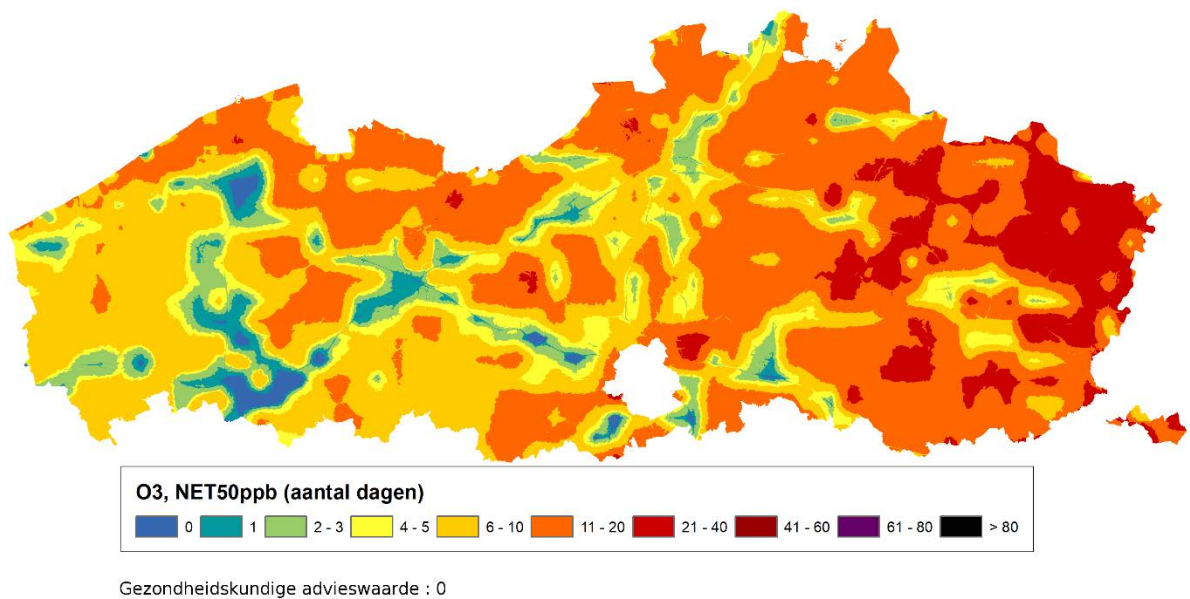 O3, NET50ppb (aantal dagen)
0 1 2 - 3 4 - 5 6 - 10 11 - 20 21 - 40 41 - 60 61 - 80 > 80
Gezondheidskundige advieswaarde : 0